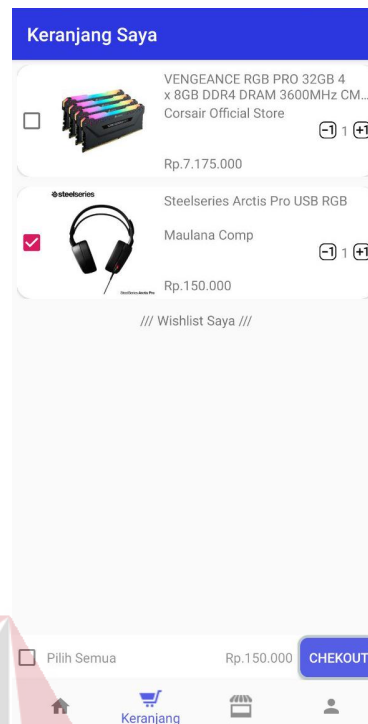 Keranjang Saya
VENGEANCE RGB PRO 32GB 4
x 8GB DDR4 DRAM 3600MHz CM...
Corsair Official Store
-1 1 +1
Rp.7.175.000
steelseries
Steelseries Arctis Pro USB RGB
Maulana Comp
-1 1 +1
Rp.150.000
/// Wishlist Saya ///
Pilih Semua
Rp.150.000
CHEKOUT
Keranjang